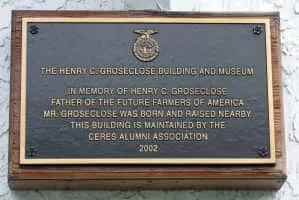 THE HENRY C. GROSECLOSE BUILDING AND MUSEUM
IN MEMORY OF HENRY C. GROSECLOSE
FATHER OF THE FUTURE FARMERS OF AMERICA
MR. GROSECLOSE WAS BORN AND RAISED NEARBY
THIS BUILDING IS MAINTAINED BY THE
CERES ALUMNI ASSOCIATION
2002